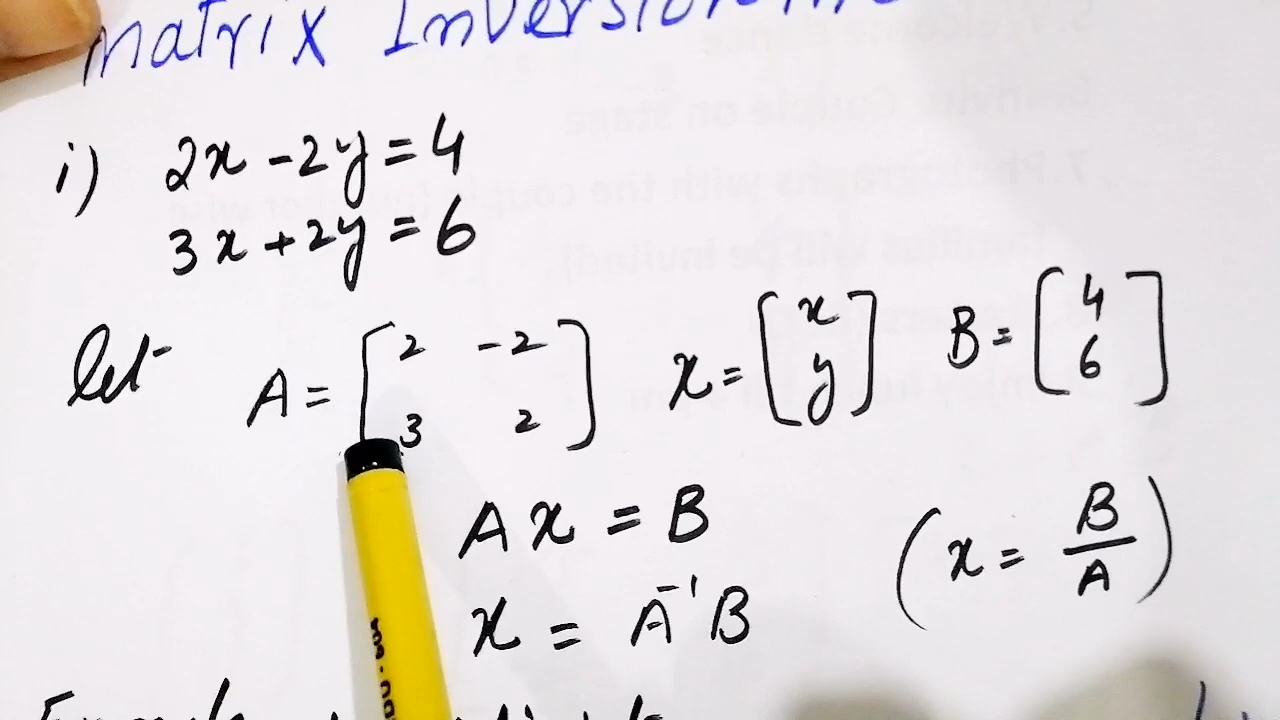 Matrix Inversion
i) 2x - 2y = 4
3x + 2y = 6
let A = [2 -2 3 2] x = [x y] B = [4 6]
Ax = B (x = B/A)
x = A⁻¹B